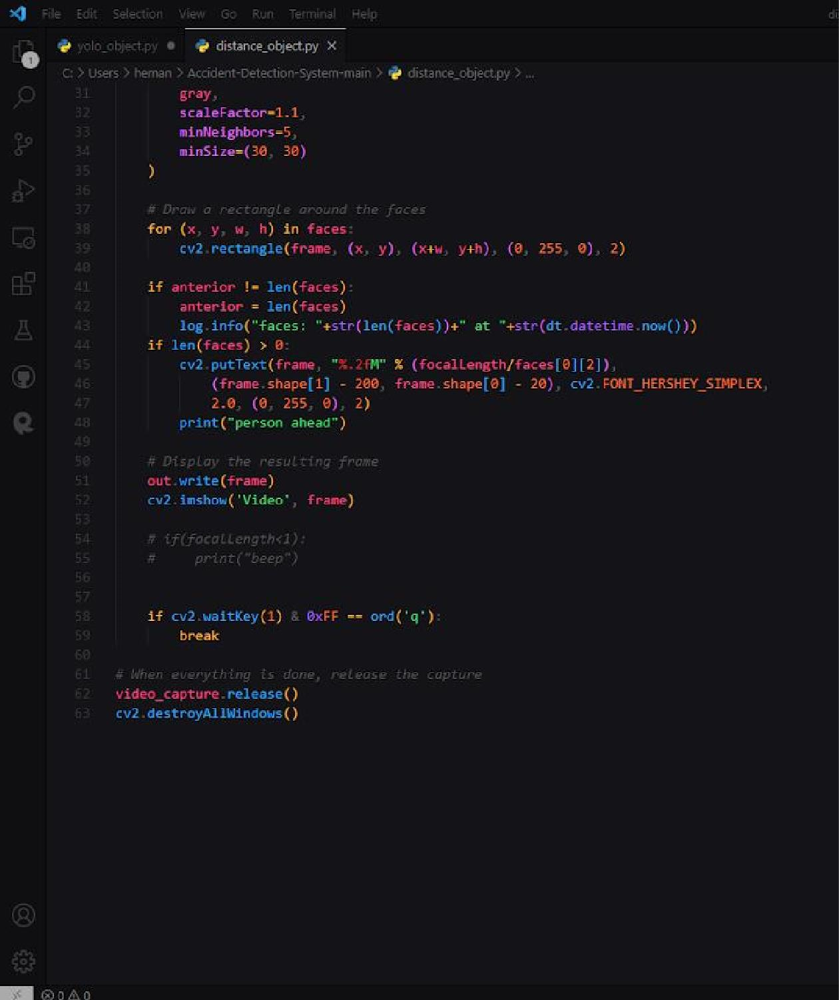 File Edit Selection View Go Run Terminal Help di
yolo_object.py distance_object.py
1
C: > Users > heman > Accident-Detection-System-main > distance_object.py > ...
31 gray,
32 scaleFactor=1.1,
33 minNeighbors=5,
34 minSize=(30, 30)
35 )
36
37 # Draw a rectangle around the faces
38 for (x, y, w, h) in faces:
39 cv2.rectangle(frame, (x, y), (x+w, y+h), (0, 255, 0), 2)
40
41 if anterior != len(faces):
42 anterior = len(faces)
43 log.info("faces: "+str(len(faces))+" at "+str(dt.datetime.now()))
44 if len(faces) > 0:
45 cv2.putText(frame, "%.2fM" % (focalLength/faces[0][2]),
46 (frame.shape[1] - 200, frame.shape[0] - 20), cv2.FONT_HERSHEY_SIMPLEX,
47 2.0, (0, 255, 0), 2)
48 print("person ahead")
49
50 # Display the resulting frame
51 out.write(frame)
52 cv2.imshow('Video', frame)
53
54 # if(focalLength<1):
55 # print("beep")
56
57
58 if cv2.waitKey(1) & 0xFF == ord('q'):
59 break
60
61 # When everything is done, release the capture
62 video_capture.release()
63 cv2.destroyAllWindows()
0 0